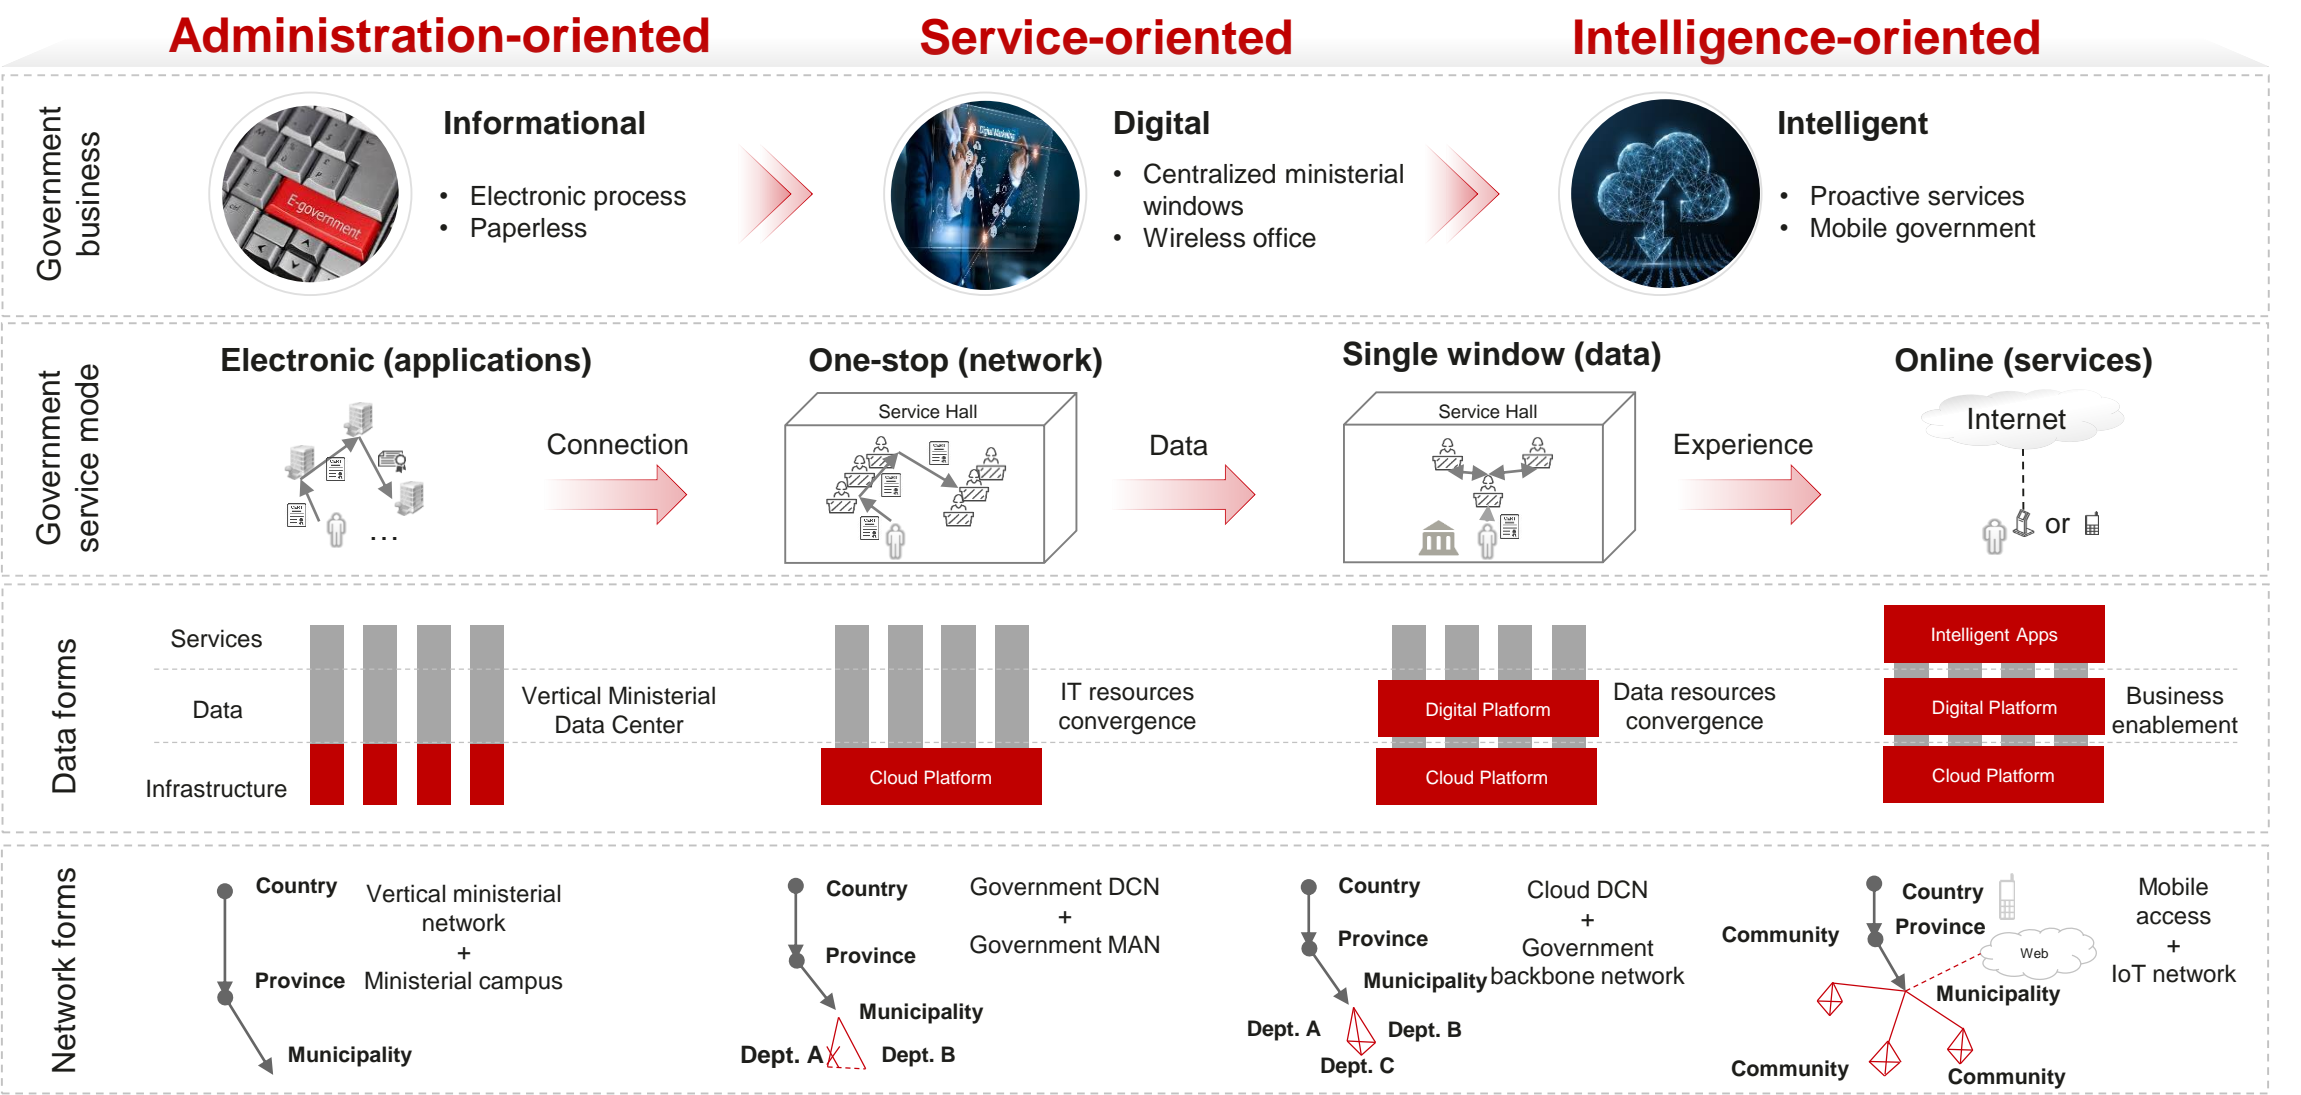 Administration-oriented
Service-oriented
Intelligence-oriented
Government
business
Informational
• Electronic process
• Paperless
E-government
Digital
• Centralized ministerial
windows
• Wireless office
Digital Marketing
Intelligent
• Proactive services
• Mobile government
Government
service mode
Electronic (applications)
...
Connection
One-stop (network)
Service Hall
Data
Single window (data)
Service Hall
Experience
Online (services)
Internet
or
Data forms
Services
Data
Infrastructure
Vertical Ministerial
Data Center
Cloud Platform
IT resources
convergence
Digital Platform
Cloud Platform
Data resources
convergence
Intelligent Apps
Digital Platform
Cloud Platform
Business
enablement
Network forms
Country
Province
Municipality
Vertical ministerial
network
+
Ministerial campus
Country
Province
Municipality
Dept. A
Dept. B
Government DCN
+
Government MAN
Country
Province
Municipality
Dept. A
Dept. B
Dept. C
Cloud DCN
+
Government
backbone network
Country
Province
Community
Web
Municipality
Community
Community
Mobile
access
+
IoT network